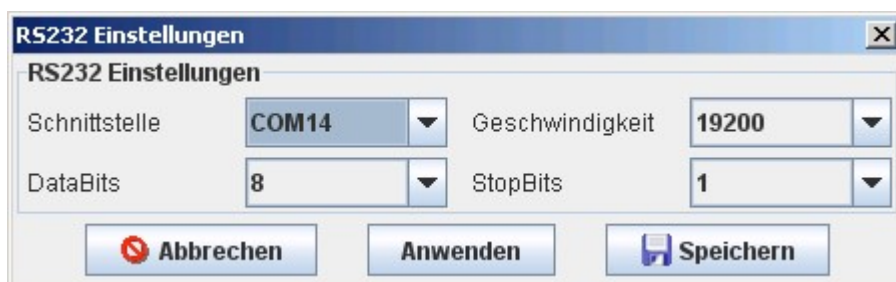 RS232 Einstellungen
RS232 Einstellungen
Schnittstelle COM14 Geschwindigkeit 19200
DataBits 8 StopBits 1
Abbrechen Anwenden Speichern